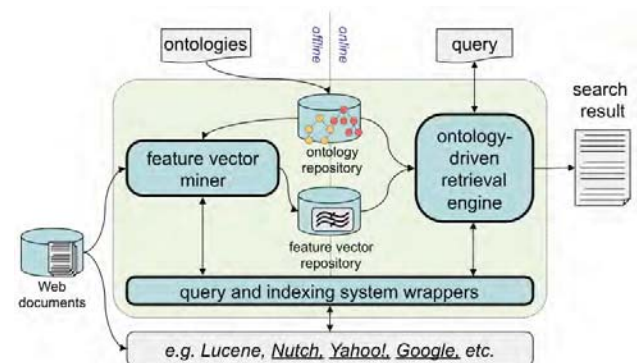 ontologies
offline
online
query
search
result
ontology
repository
feature vector
miner
ontology-
driven
retrieval
engine
feature vector
repository
Web
documents
query and indexing system wrappers
e.g. Lucene, Nutch, Yahoo!, Google, etc.